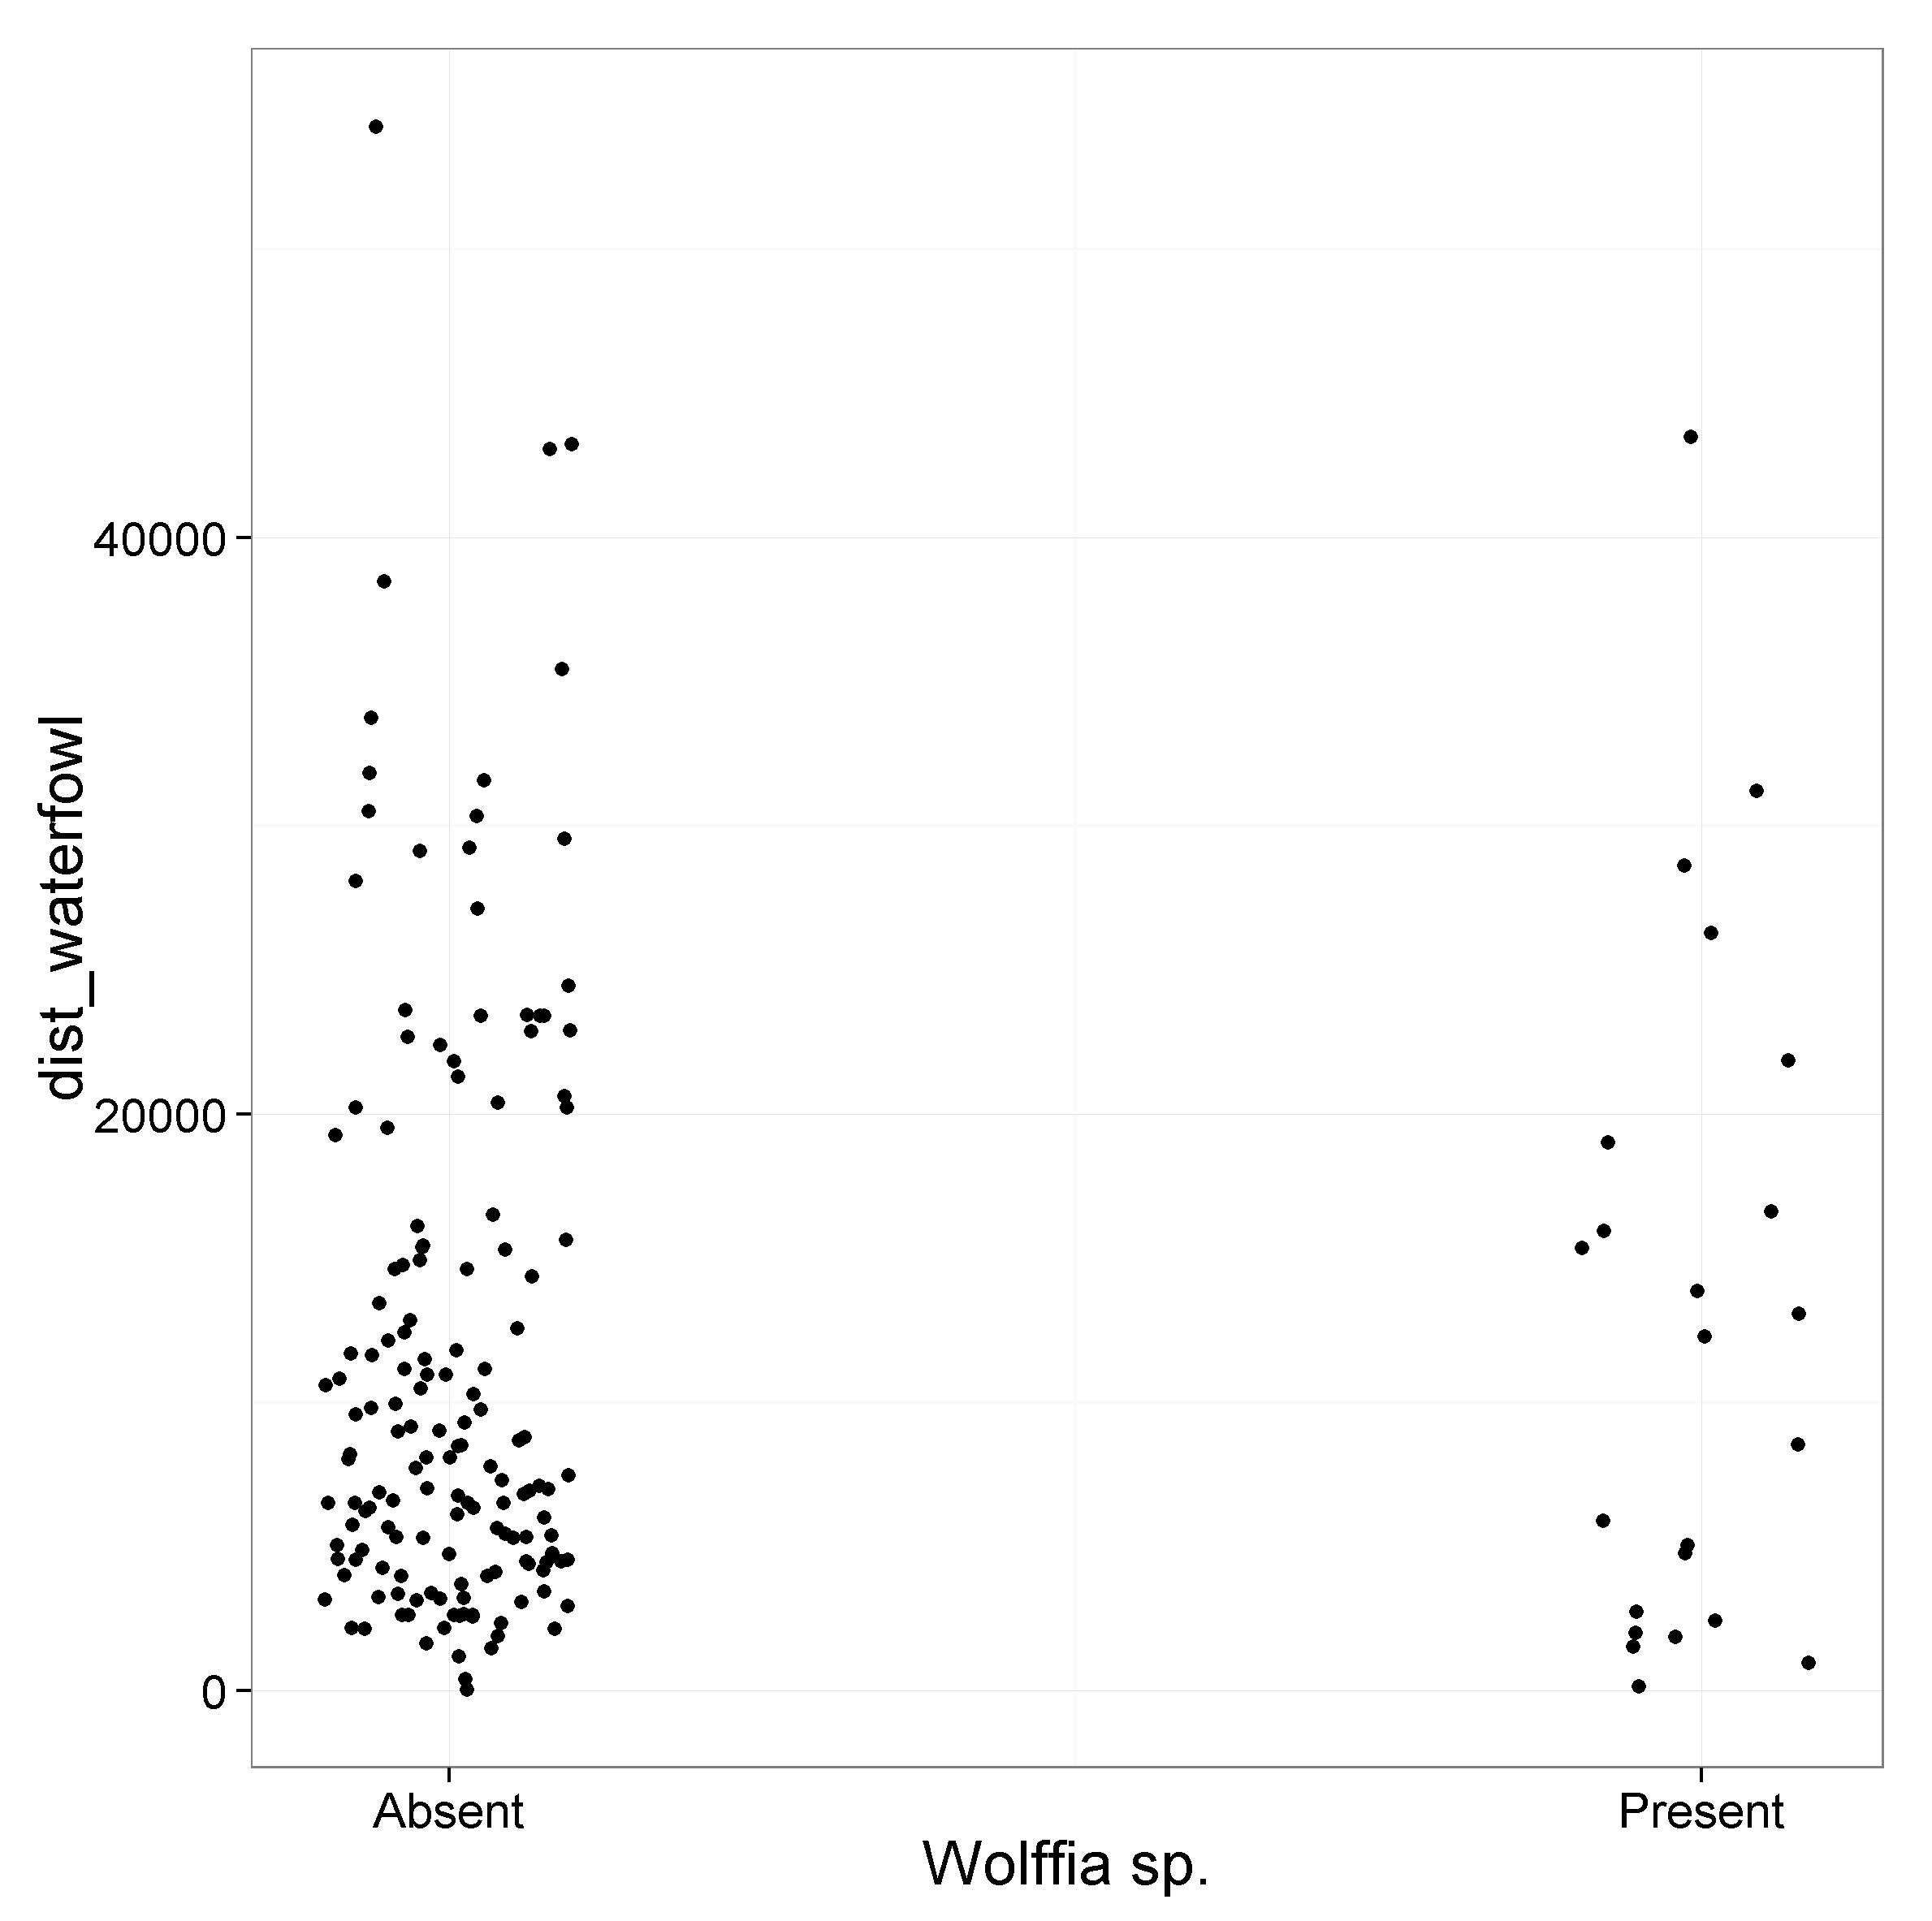 dist_waterfowl
40000
20000
0
Absent
Present
Wolffia sp.